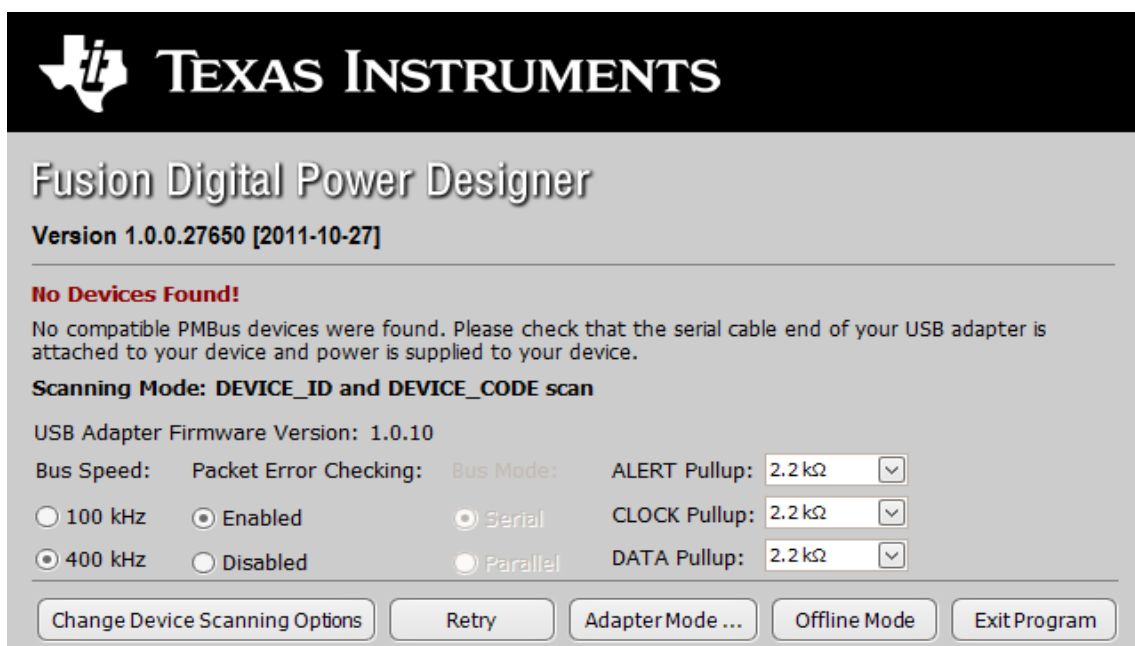 TEXAS INSTRUMENTS
Fusion Digital Power Designer
Version 1.0.0.27650 [2011-10-27]
No Devices Found!
No compatible PMBus devices were found. Please check that the serial cable end of your USB adapter is
attached to your device and power is supplied to your device.
Scanning Mode: DEVICE_ID and DEVICE_CODE scan
USB Adapter Firmware Version: 1.0.10
Bus Speed: Packet Error Checking: Bus Mode: ALERT Pullup: 2.2 kΩ
100 kHz Enabled Serial CLOCK Pullup: 2.2 kΩ
400 kHz Disabled Parallel DATA Pullup: 2.2 kΩ
Change Device Scanning Options Retry Adapter Mode ... Offline Mode Exit Program